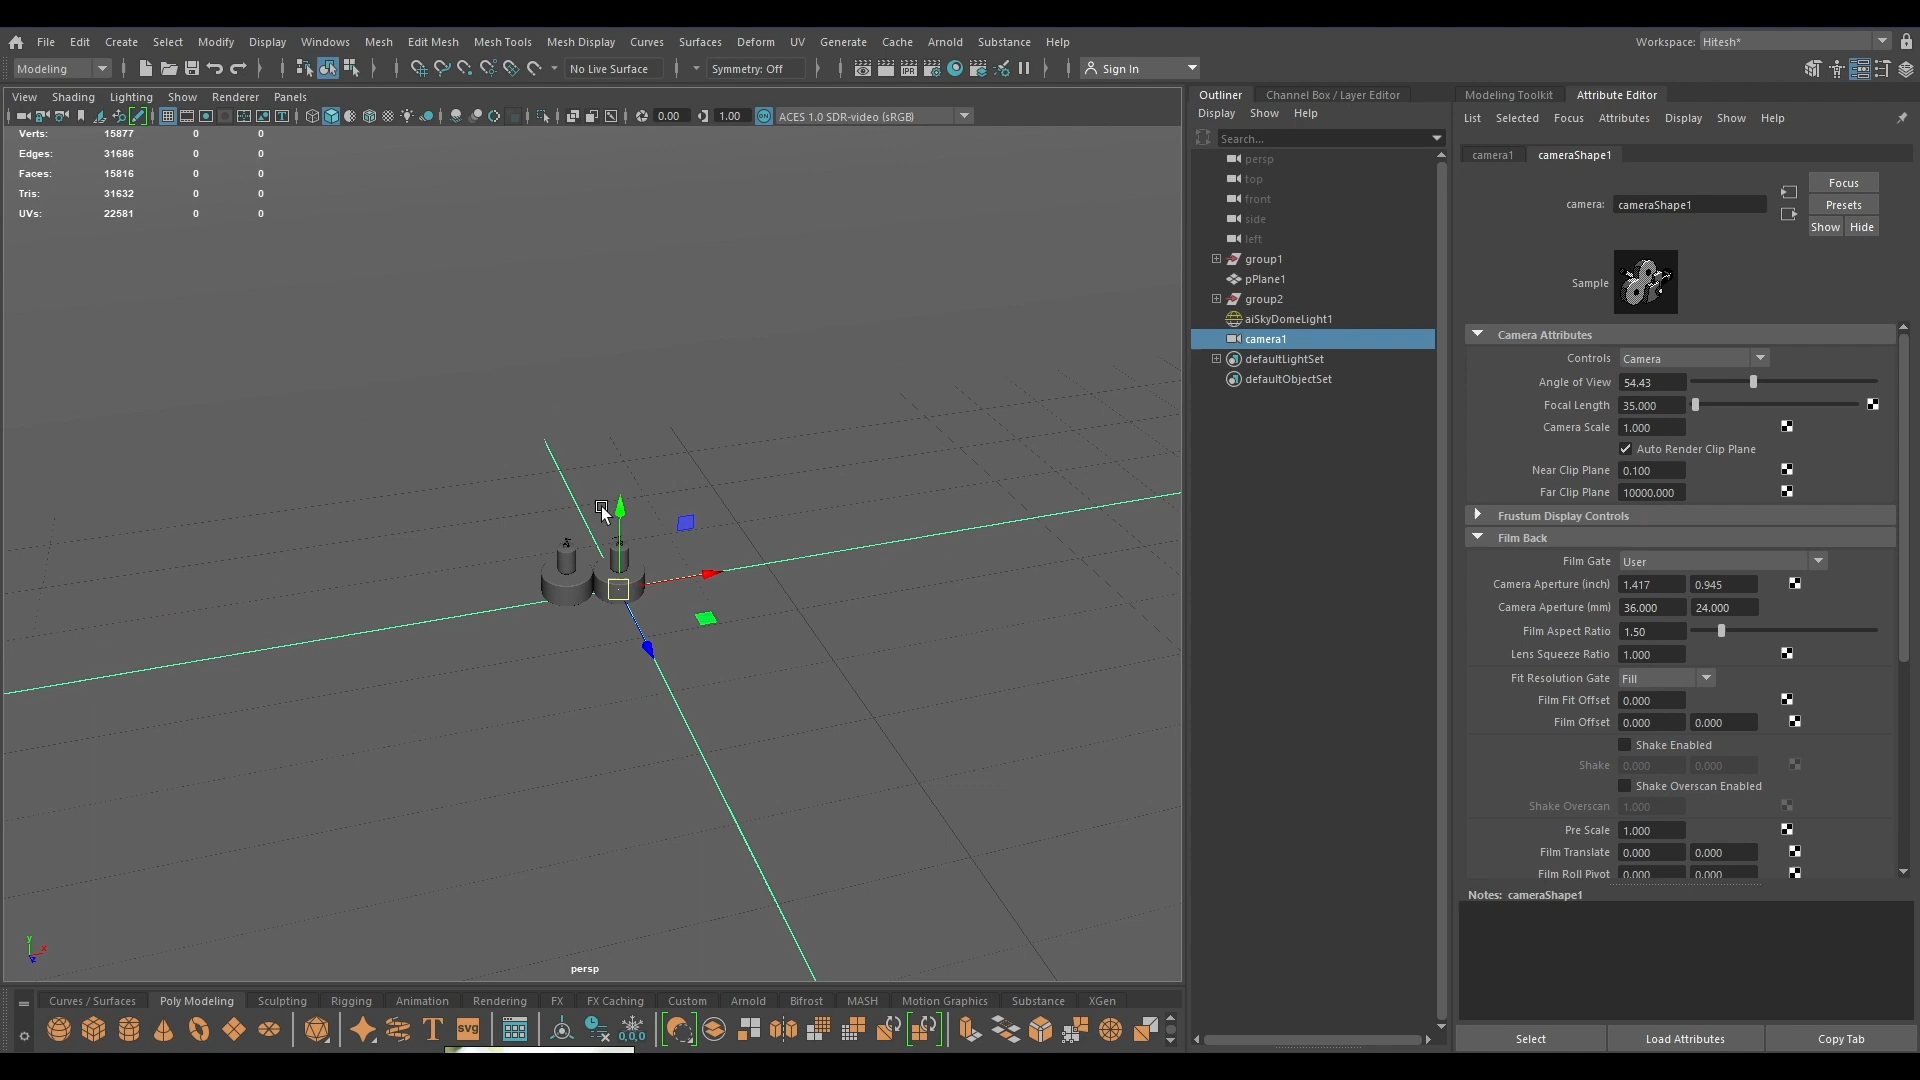 File Edit Create Select Modify Display Windows Mesh Edit Mesh Mesh Tools Mesh Display Curves Surfaces Deform UV Generate Cache Arnold Substance Help Workspace: Hitesh*
Modeling No Live Surface Symmetry: Off Sign In
View Shading Lighting Show Renderer Panels
0.00 1.00 ACES 1.0 SDR-video (sRGB)
Verts: 15877 0 0
Edges: 31686 0 0
Faces: 15816 0 0
Tris: 31632 0 0
UVs: 22581 0 0
persp
Outliner Channel Box / Layer Editor
Display Show Help
Search...
persp
top
front
side
left
group1
pPlane1
group2
aiSkyDomeLight1
camera1
defaultLightSet
defaultObjectSet
Modeling Toolkit Attribute Editor
List Selected Focus Attributes Display Show Help
camera1 cameraShape1
Focus
camera: cameraShape1 Presets
Show Hide
Sample
Camera Attributes
Controls Camera
Angle of View 54.43
Focal Length 35.000
Camera Scale 1.000
Auto Render Clip Plane
Near Clip Plane 0.100
Far Clip Plane 10000.000
Frustum Display Controls
Film Back
Film Gate User
Camera Aperture (inch) 1.417 0.945
Camera Aperture (mm) 36.000 24.000
Film Aspect Ratio 1.50
Lens Squeeze Ratio 1.000
Fit Resolution Gate Fill
Film Fit Offset 0.000
Film Offset 0.000 0.000
Shake Enabled
Shake 0.000 0.000
Shake Overscan Enabled
Shake Overscan 1.000
Pre Scale 1.000
Film Translate 0.000 0.000
Film Roll Pivot 0.000 0.000
Notes: cameraShape1
Select Load Attributes Copy Tab
Curves / Surfaces Poly Modeling Sculpting Rigging Animation Rendering FX FX Caching Custom Arnold Bifrost MASH Motion Graphics Substance XGen
T svg 0,0,0
y x z